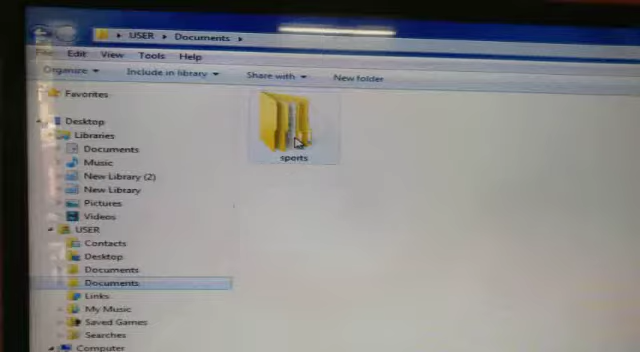 USER Documents
File Edit View Tools Help
Organize Include in library Share with New folder
Favorites
Desktop
Libraries
Documents
Music
New Library (2)
New Library
Pictures
Videos
USER
Contacts
Desktop
Documents
Documents
Links
My Music
Saved Games
Searches
Computer
sports